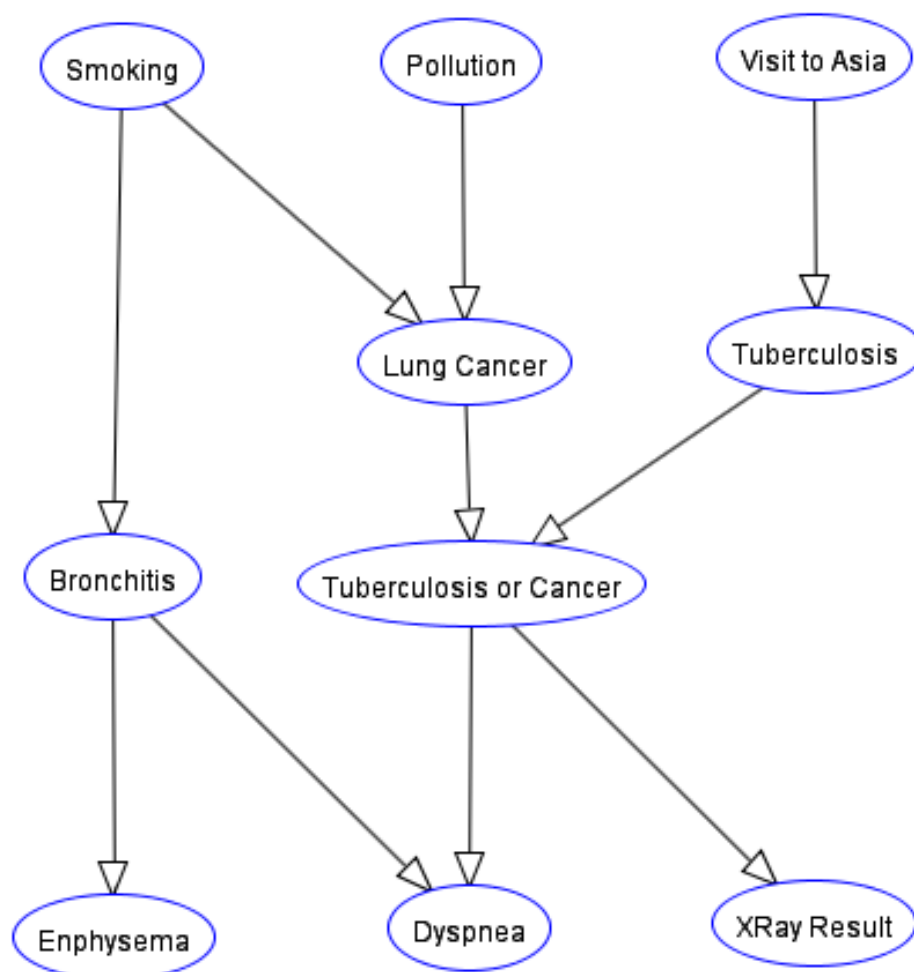 Smoking
Pollution
Visit to Asia
Lung Cancer
Tuberculosis
Bronchitis
Tuberculosis or Cancer
Enphysema
Dyspnea
XRay Result